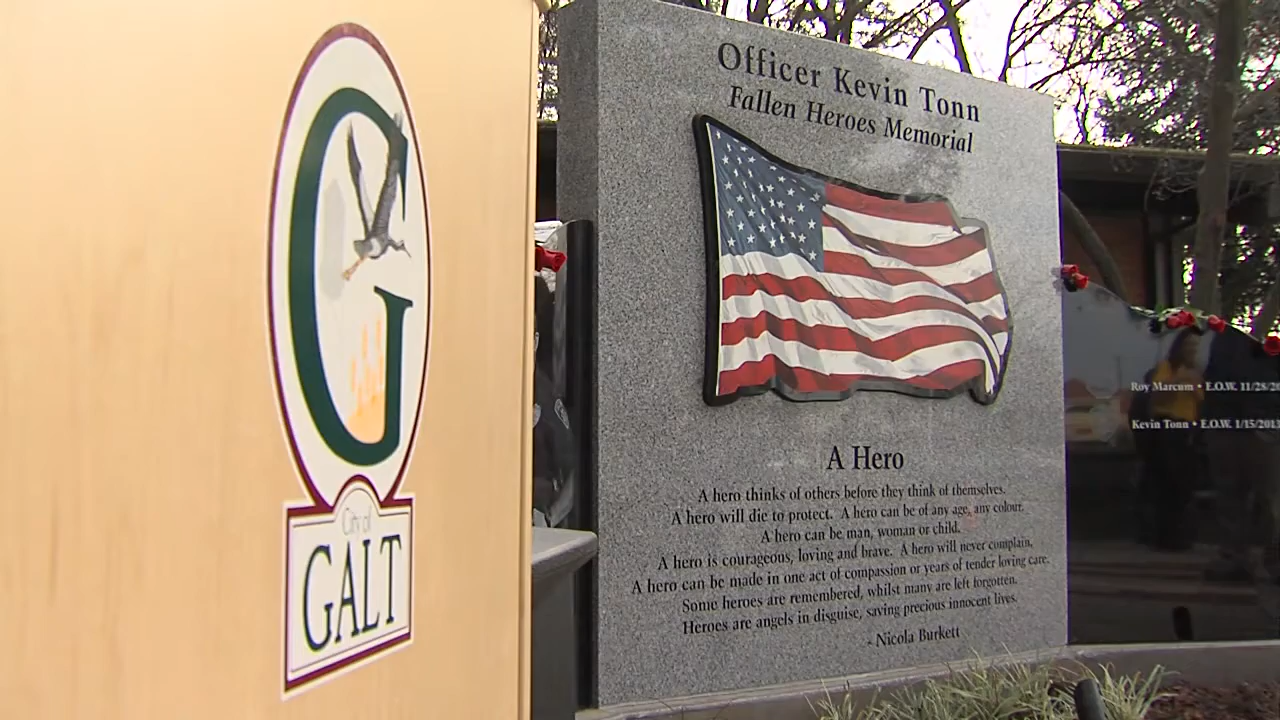 G
City of
GALT
Officer Kevin Tonn
Fallen Heroes Memorial
A Hero
A hero thinks of others before they think of themselves.
A hero will die to protect. A hero can be of any age, any colour.
A hero can be man, woman or child.
A hero is courageous, loving and brave. A hero will never complain.
A hero can be made in one act of compassion or years of tender loving care.
Some heroes are remembered, whilst many are left forgotten.
Heroes are angels in disguise, saving precious innocent lives.
- Nicola Burkett
Roy Marcum • E.O.W. 11/28/20
Kevin Tonn • E.O.W. 1/15/2013